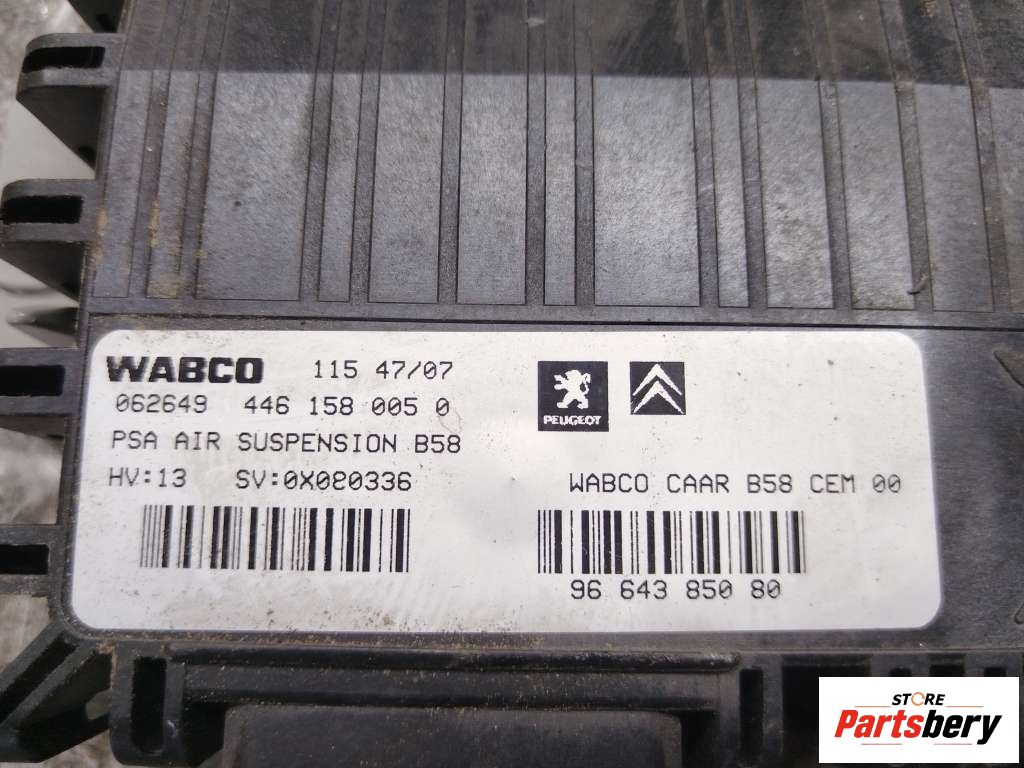 WABCO 115 47/07
062649 446 158 005 0
PSA AIR SUSPENSION B58
HV:13 SV:0X080336
PEUGEOT
WABCO CAAR B58 CEM 00
96 643 850 80
STORE
Partsbery